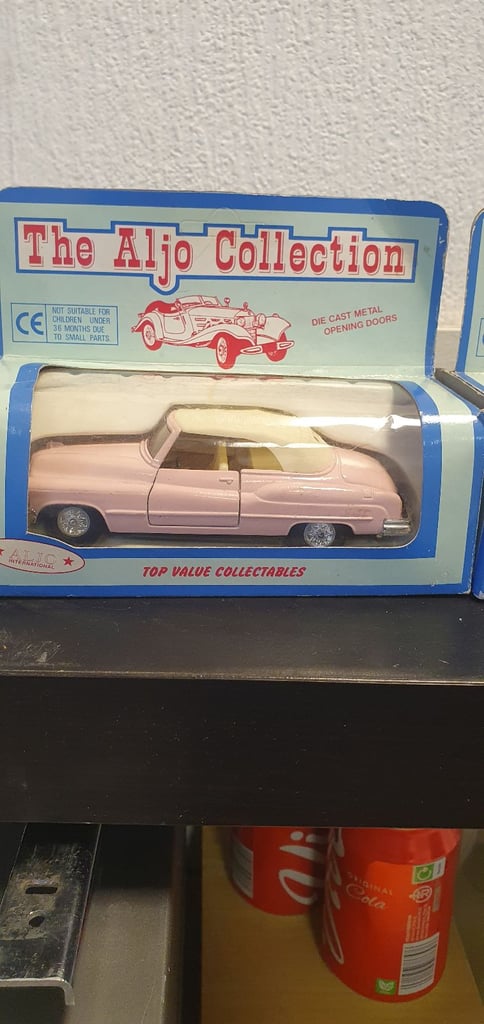 The Aljo Collection
CE
NOT SUITABLE FOR
CHILDREN UNDER
36 MONTHS DUE
TO SMALL PARTS
DIE CAST METAL
OPENING DOORS
ALJO
INTERNATIONAL
TOP VALUE COLLECTABLES
ORIGINAL
Cola